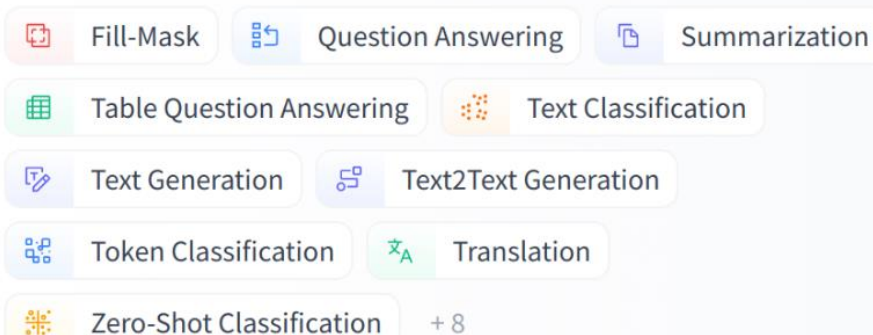 Fill-Mask Question Answering Summarization
Table Question Answering Text Classification
Text Generation Text2Text Generation
Token Classification Translation
Zero-Shot Classification + 8